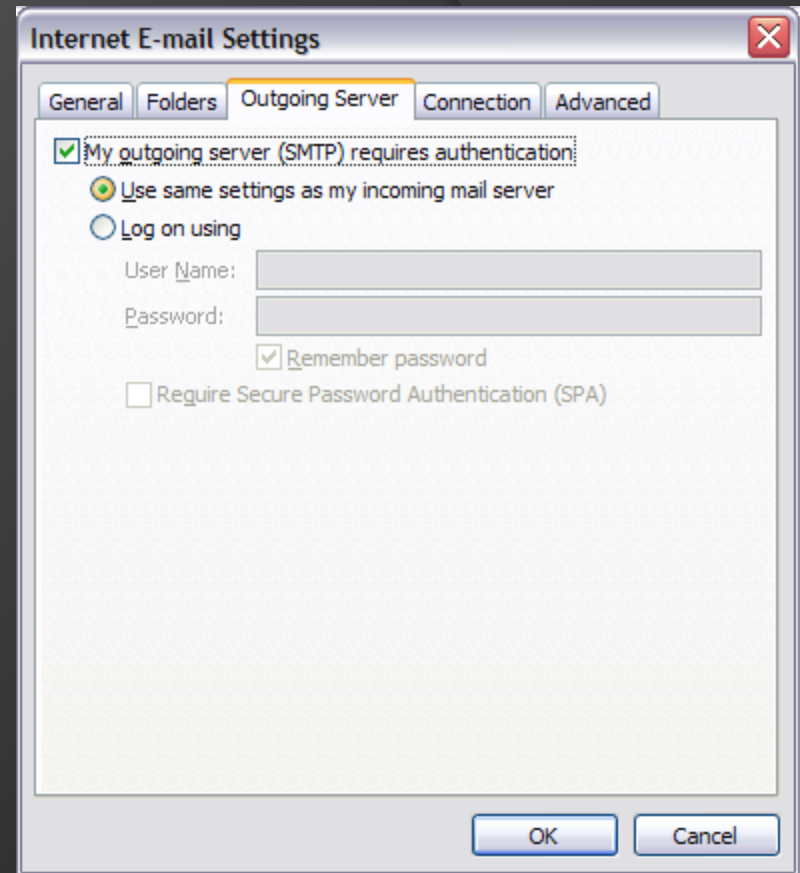 Internet E-mail Settings
General Folders Outgoing Server Connection Advanced
My outgoing server (SMTP) requires authentication
Use same settings as my incoming mail server
Log on using
User Name:
Password:
Remember password
Require Secure Password Authentication (SPA)
OK Cancel